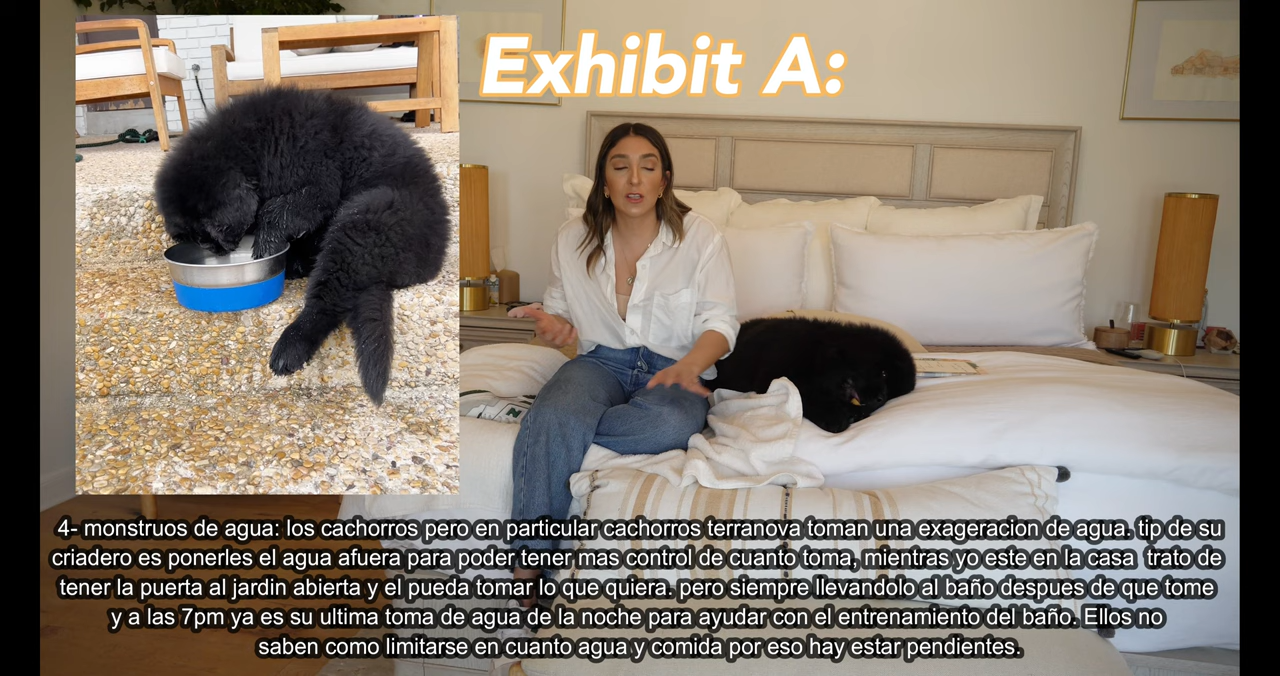 Exhibit A:
4- monstruos de agua: los cachorros pero en particular cachorros terranova toman una exageracion de agua. tip de su
criadero es ponerles el agua afuera para poder tener mas control de cuanto toma, mientras yo este en la casa trato de
tener la puerta al jardin abierta y el pueda tomar lo que quiera. pero siempre llevandolo al baño despues de que tome
y a las 7pm ya es su ultima toma de agua de la noche para ayudar con el entrenamiento del baño. Ellos no
saben como limitarse en cuanto agua y comida por eso hay estar pendientes.